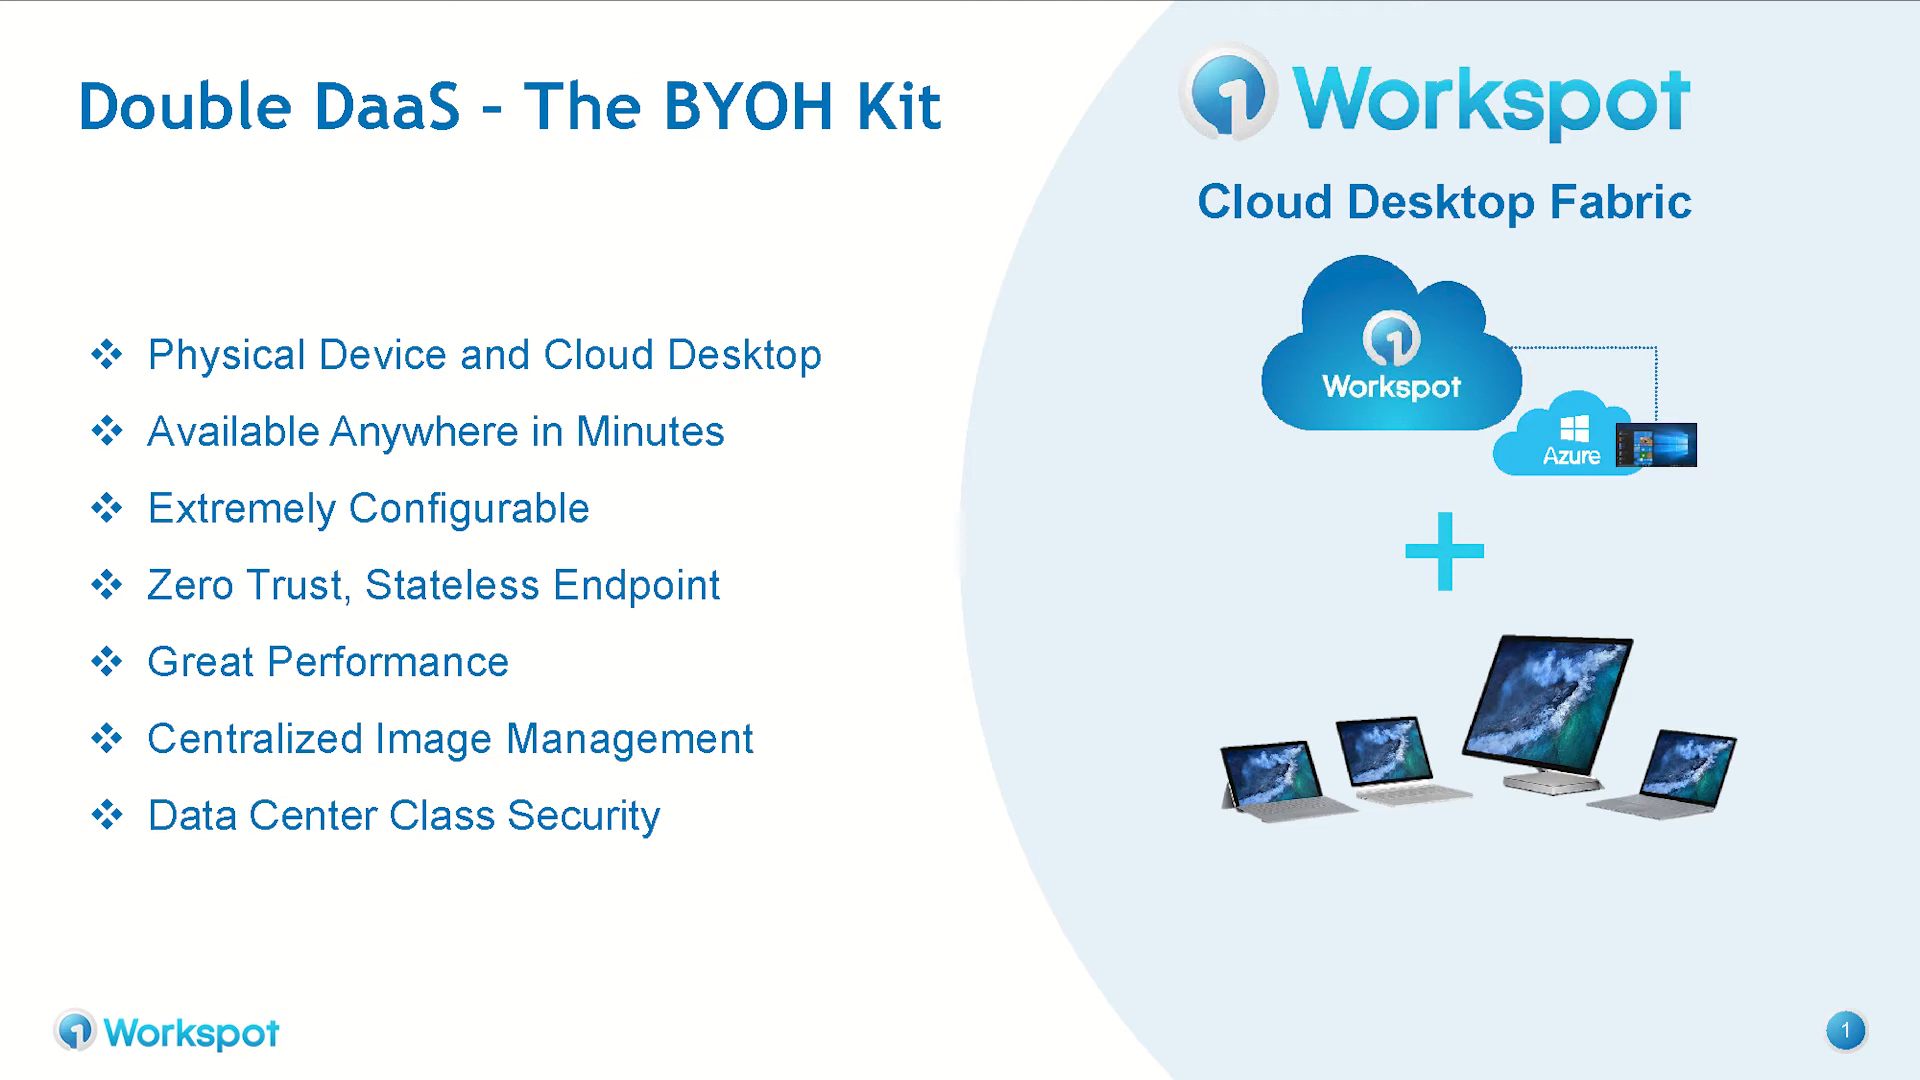 Double DaaS – The BYOH Kit
Physical Device and Cloud Desktop
Available Anywhere in Minutes
Extremely Configurable
Zero Trust, Stateless Endpoint
Great Performance
Centralized Image Management
Data Center Class Security
Workspot
Cloud Desktop Fabric
Workspot
Azure
Workspot
1